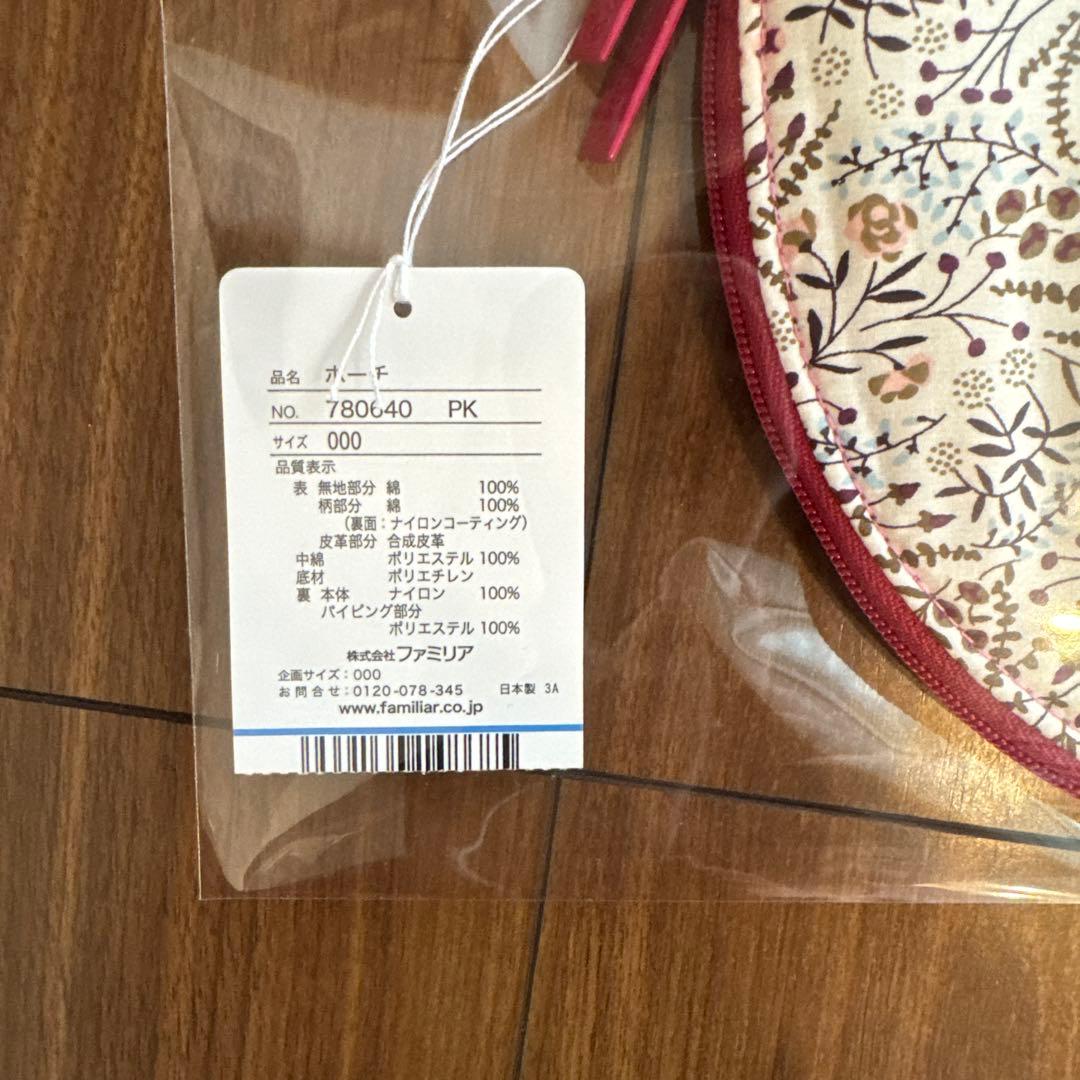 品名 ポーチ
NO. 780640 PK
サイズ 000
品質表示
表 無地部分 綿 100%
柄部分 綿 100%
(裏面：ナイロンコーティング)
皮革部分 合成皮革
中綿 ポリエステル 100%
底材 ポリエチレン
裏 本体 ナイロン 100%
パイピング部分
ポリエステル 100%
株式会社ファミリア
企画サイズ：000
お問合せ：0120-078-345 日本製 3A
www.familiar.co.jp